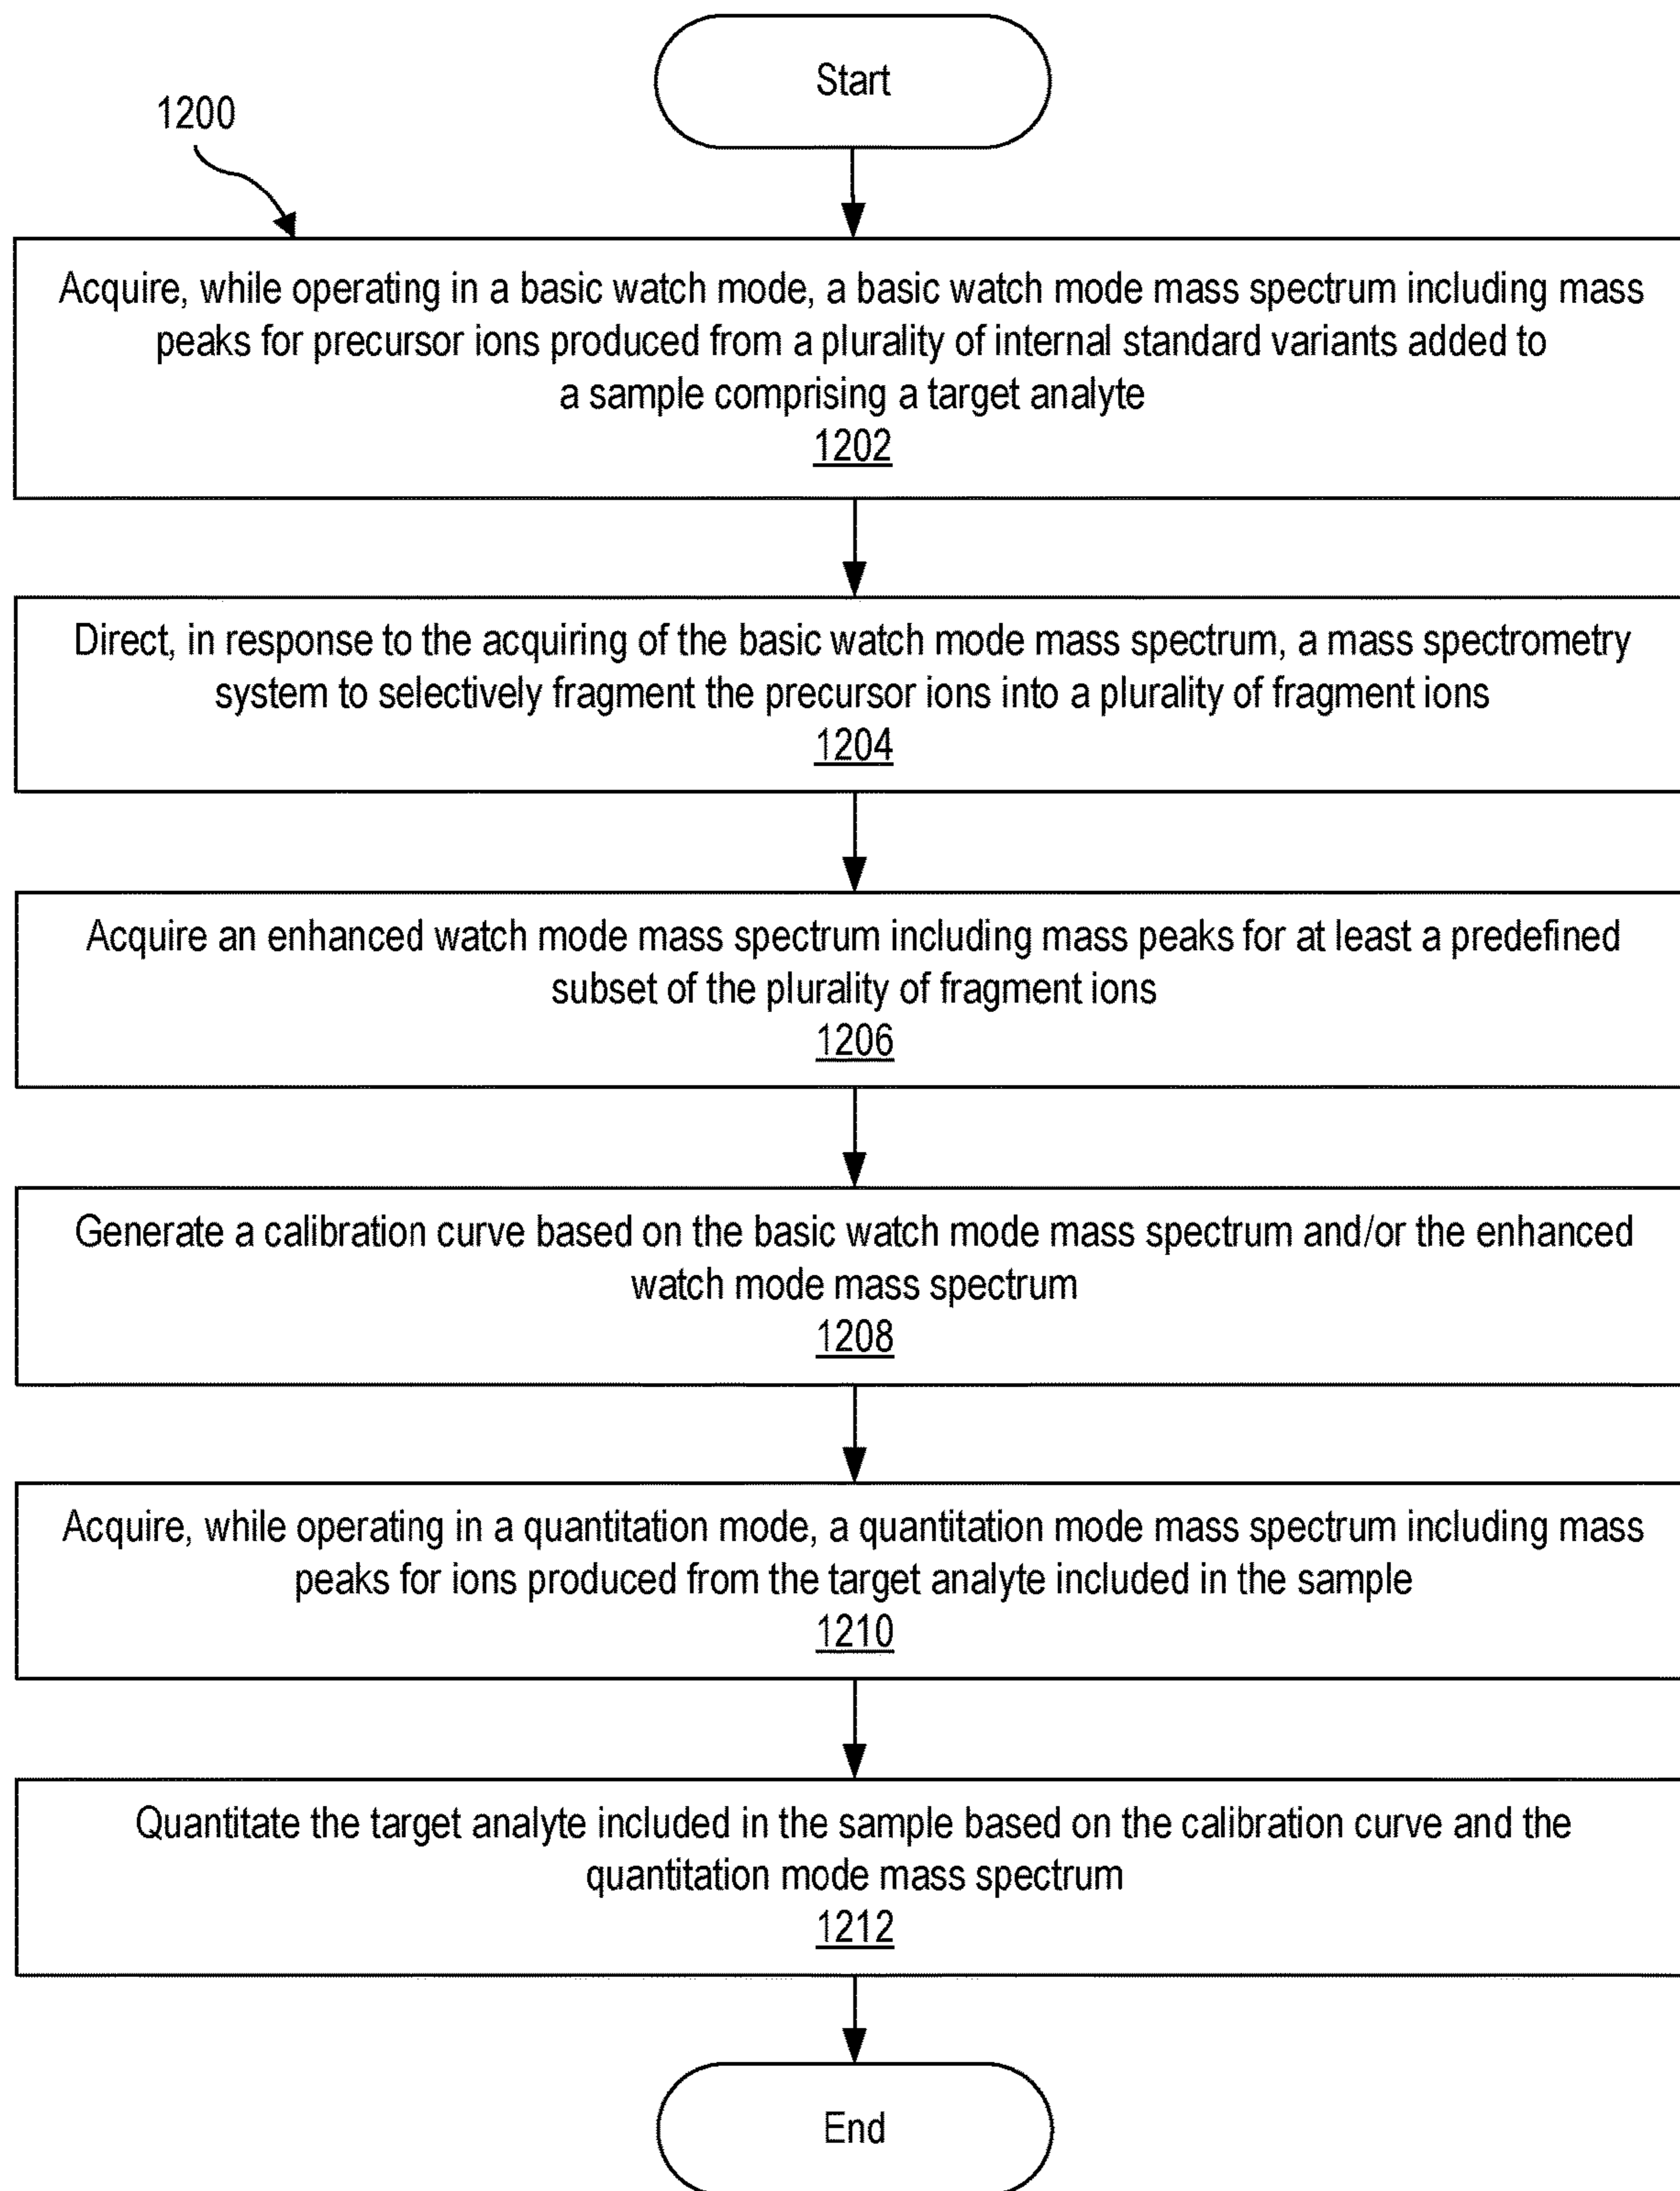 Start
1200
Acquire, while operating in a basic watch mode, a basic watch mode mass spectrum including mass
peaks for precursor ions produced from a plurality of internal standard variants added to
a sample comprising a target analyte
1202
Direct, in response to the acquiring of the basic watch mode mass spectrum, a mass spectrometry
system to selectively fragment the precursor ions into a plurality of fragment ions
1204
Acquire an enhanced watch mode mass spectrum including mass peaks for at least a predefined
subset of the plurality of fragment ions
1206
Generate a calibration curve based on the basic watch mode mass spectrum and/or the enhanced
watch mode mass spectrum
1208
Acquire, while operating in a quantitation mode, a quantitation mode mass spectrum including mass
peaks for ions produced from the target analyte included in the sample
1210
Quantitate the target analyte included in the sample based on the calibration curve and the
quantitation mode mass spectrum
1212
End